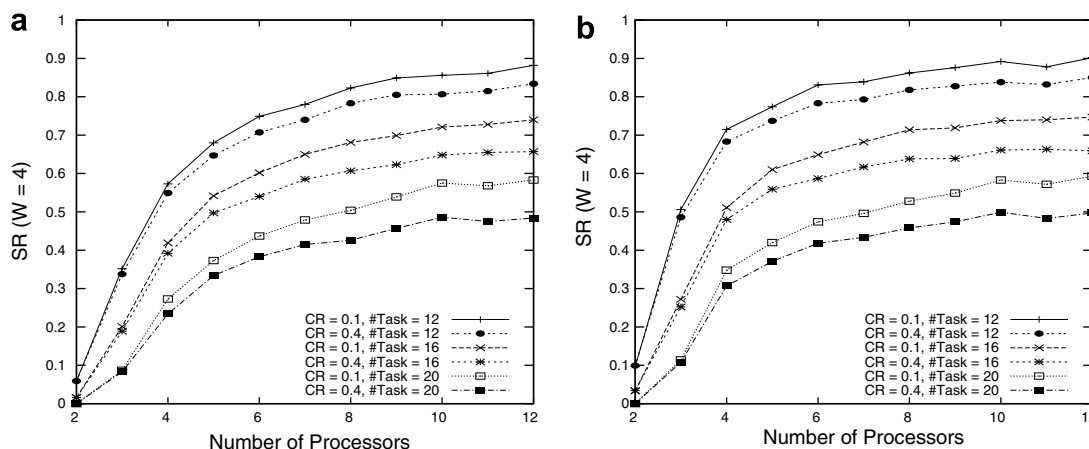 a
1
0.9
0.8
0.7
0.6
0.5
0.4
0.3
0.2
0.1
0
SR (W = 4)
CR = 0.1, #Task = 12
CR = 0.4, #Task = 12
CR = 0.1, #Task = 16
CR = 0.4, #Task = 16
CR = 0.1, #Task = 20
CR = 0.4, #Task = 20
2 4 6 8 10 12
Number of Processors
b
1
0.9
0.8
0.7
0.6
0.5
0.4
0.3
0.2
0.1
0
SR (W = 4)
CR = 0.1, #Task = 12
CR = 0.4, #Task = 12
CR = 0.1, #Task = 16
CR = 0.4, #Task = 16
CR = 0.1, #Task = 20
CR = 0.4, #Task = 20
2 4 6 8 10
Number of Processors